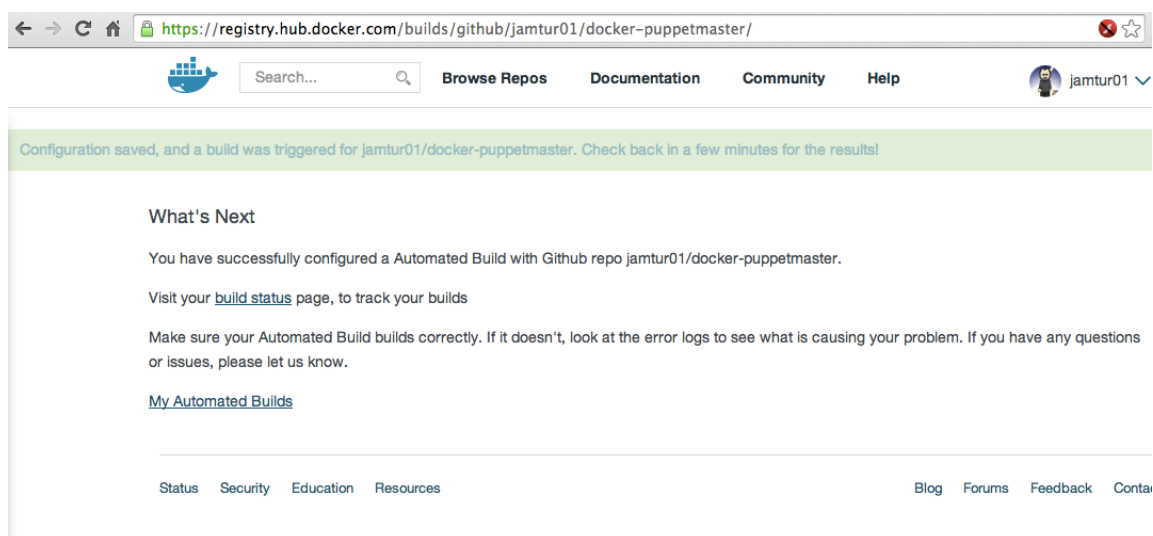 https://registry.hub.docker.com/builds/github/jamtur01/docker-puppetmaster/
Search... Browse Repos Documentation Community Help jamtur01
Configuration saved, and a build was triggered for jamtur01/docker-puppetmaster. Check back in a few minutes for the results!
What's Next
You have successfully configured a Automated Build with Github repo jamtur01/docker-puppetmaster.
Visit your build status page, to track your builds
Make sure your Automated Build builds correctly. If it doesn't, look at the error logs to see what is causing your problem. If you have any questions
or issues, please let us know.
My Automated Builds
Status Security Education Resources Blog Forums Feedback Contac